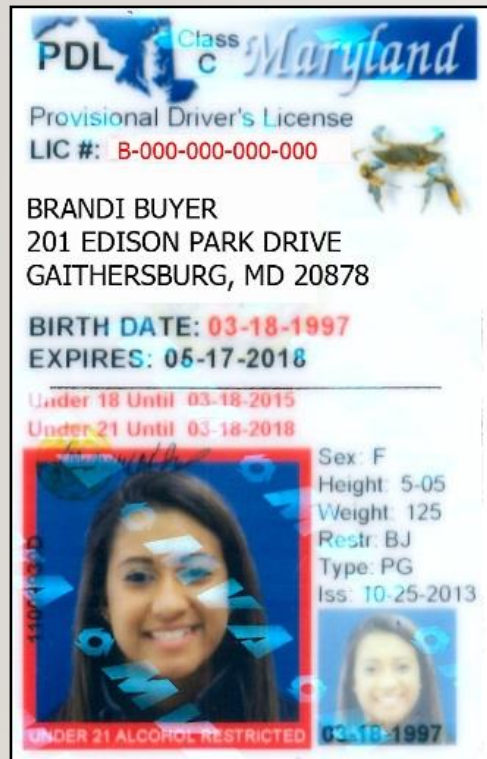 PDL Class C Maryland
Provisional Driver's License
LIC #: B-000-000-000-000
BRANDI BUYER
201 EDISON PARK DRIVE
GAITHERSBURG, MD 20878
BIRTH DATE: 03-18-1997
EXPIRES: 05-17-2018
Under 18 Until 03-18-2015
Under 21 Until 03-18-2018
Sex: F
Height: 5-05
Weight: 125
Restr: BJ
Type: PG
Iss: 10-25-2013
UNDER 21 ALCOHOL RESTRICTED
03-18-1997